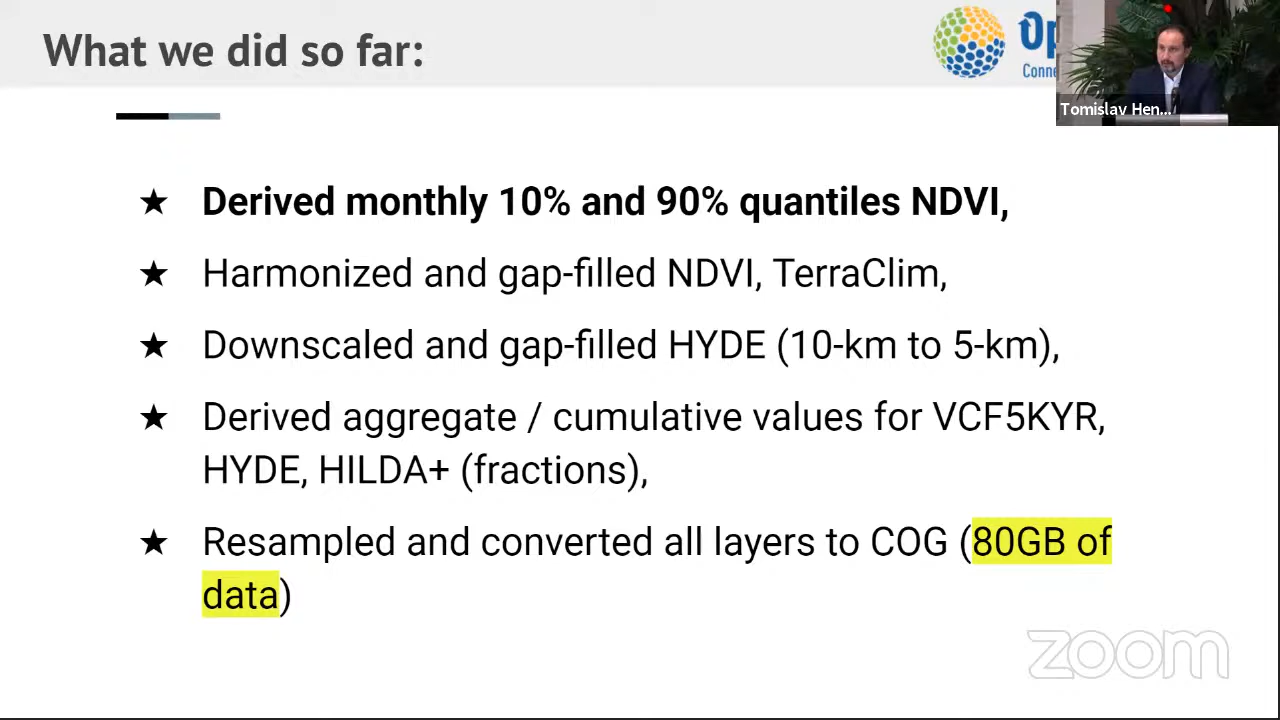 What we did so far:
Op
Conne
Tomislav Hen...
★ Derived monthly 10% and 90% quantiles NDVI,
★ Harmonized and gap-filled NDVI, TerraClim,
★ Downscaled and gap-filled HYDE (10-km to 5-km),
★ Derived aggregate / cumulative values for VCF5KYR,
HYDE, HILDA+ (fractions),
★ Resampled and converted all layers to COG (80GB of
data)
zoom